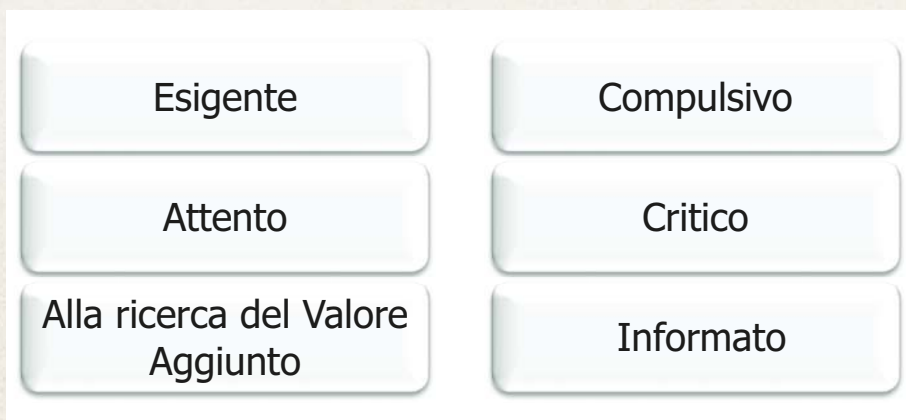 Esigente
Compulsivo
Attento
Critico
Alla ricerca del Valore
Aggiunto
Informato